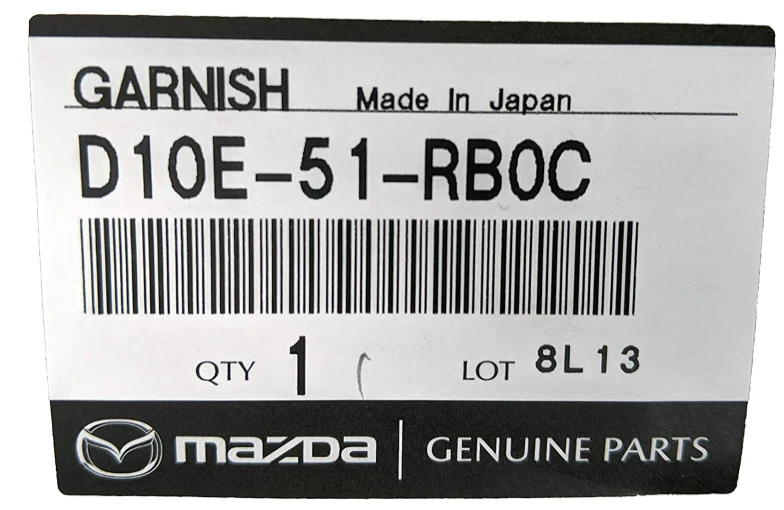 GARNISH Made In Japan
D10E-51-RB0C
QTY 1 LOT 8L13
mazda | GENUINE PARTS